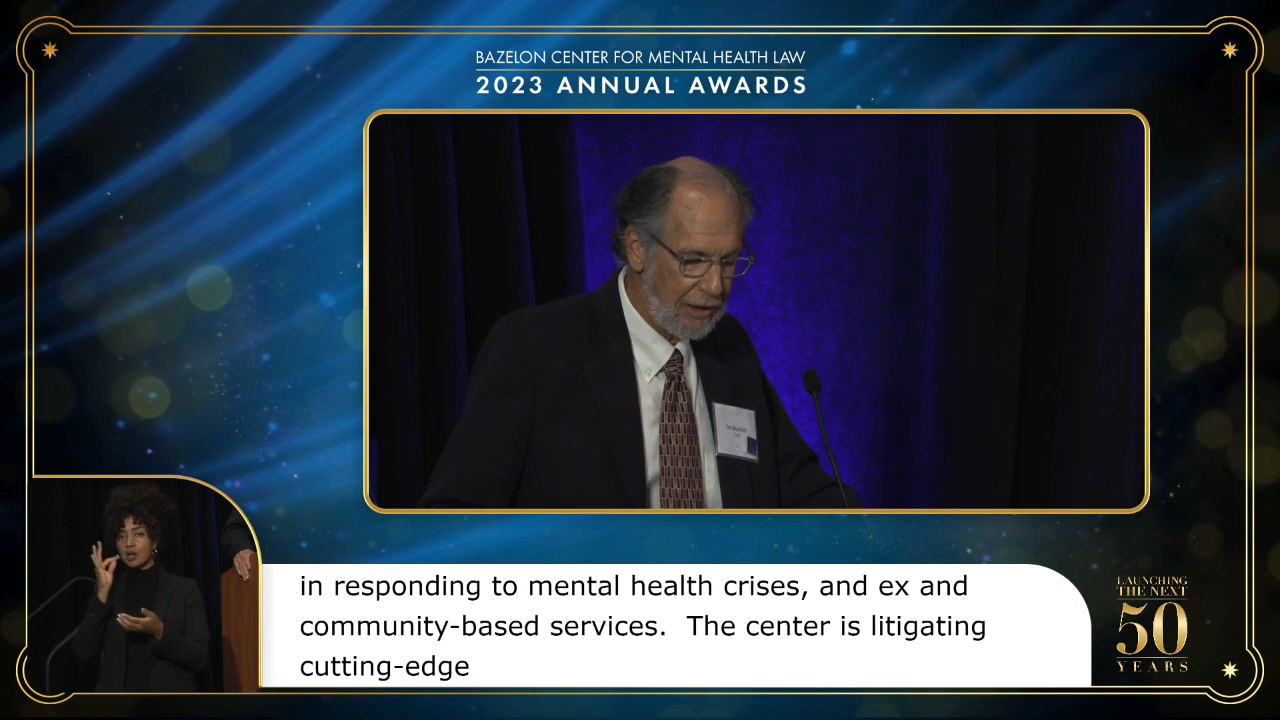 BAZELON CENTER FOR MENTAL HEALTH LAW
2023 ANNUAL AWARDS
in responding to mental health crises, and ex and
community-based services.  The center is litigating
cutting-edge
LAUNCHING
THE NEXT
50
YEARS